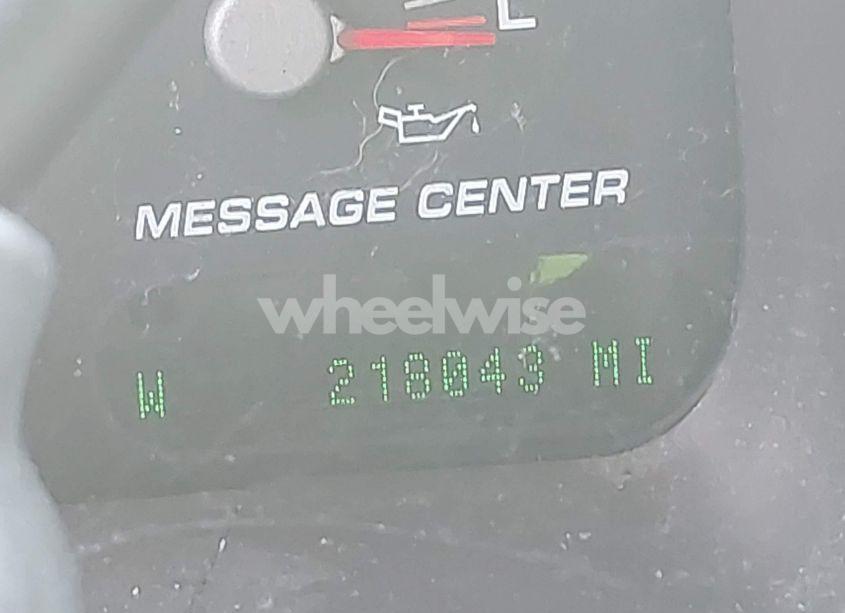 L
MESSAGE CENTER
wheelwise
W 218043 MI